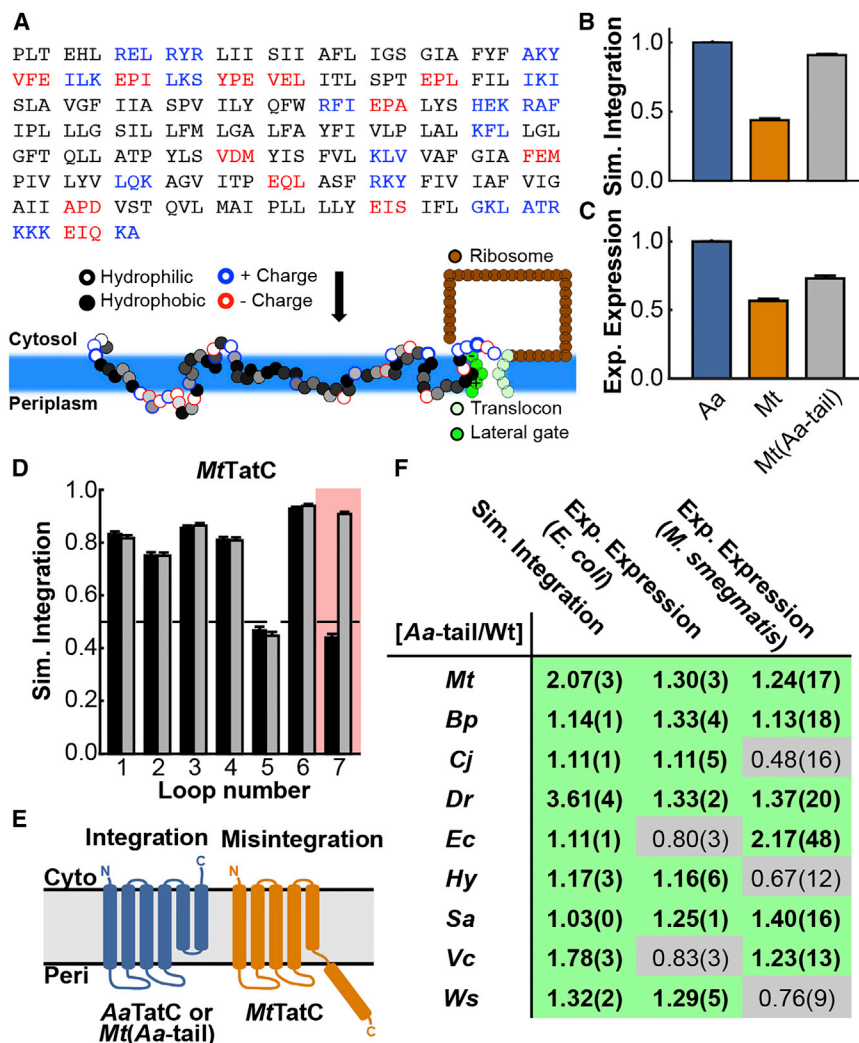 A
PLT EHL REL RYR LII SII AFL IGS GIA FYF AKY
VFE ILK EPI LKS YPE VEL ITL SPT EPL FIL IKI
SLA VGF IIA SPV ILY QFW RFI EPA LYS HEK RAF
IPL LLG SIL LFM LGA LFA YFI VLP LAL KFL LGL
GFT QLL ATP YLS VDM YIS FVL KLV VAF GIA FEM
PIV LYV LQK AGV ITP EQL ASF RKY FIV IAF VIG
AII APD VST QVL MAI PLL LLY EIS IFL GKL ATR
KKK EIQ KA
Hydrophilic + Charge
Hydrophobic - Charge
Ribosome
Cytosol
Periplasm
Translocon
Lateral gate
B
Sim. Integration
1.0
0.5
0.0
C
Exp. Expression
1.0
0.5
0.0
Aa
Mt
Mt(Aa-tail)
D
MtTatC
Sim. Integration
1.0
0.8
0.6
0.4
0.2
0.0
1 2 3 4 5 6 7
Loop number
E
Integration Misintegration
N C N
Cyto
Peri
C
AaTatC or
Mt(Aa-tail)
MtTatC
F
Sim. Integration
Exp. Expression
(E. coli)
Exp. Expression
(M. smegmatis)
[Aa-tail/Wt]
Mt 2.07(3) 1.30(3) 1.24(17)
Bp 1.14(1) 1.33(4) 1.13(18)
Cj 1.11(1) 1.11(5) 0.48(16)
Dr 3.61(4) 1.33(2) 1.37(20)
Ec 1.11(1) 0.80(3) 2.17(48)
Hy 1.17(3) 1.16(6) 0.67(12)
Sa 1.03(0) 1.25(1) 1.40(16)
Vc 1.78(3) 0.83(3) 1.23(13)
Ws 1.32(2) 1.29(5) 0.76(9)